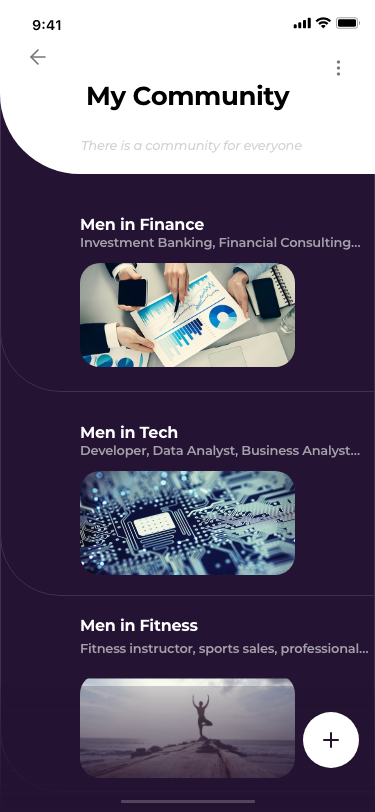 9:41
My Community
There is a community for everyone
Men in Finance
Investment Banking, Financial Consulting...
Men in Tech
Developer, Data Analyst, Business Analyst...
Men in Fitness
Fitness instructor, sports sales, professional...